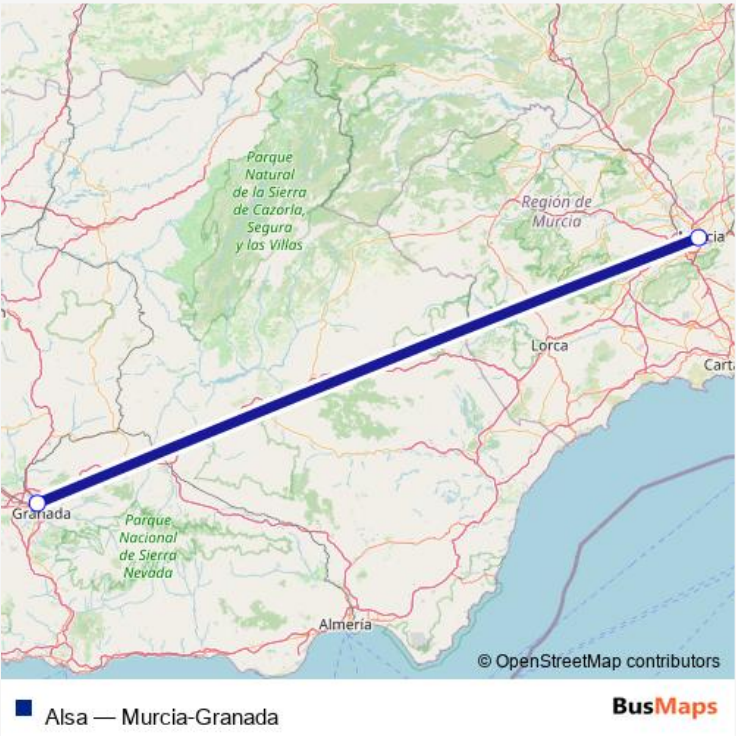 Parque
Natural
de la Sierra
de Cazorla,
Segura
y las Villas
Región de
Murcia
Lorca
Granada
Parque
Nacional
de Sierra
Nevada
Almería
© OpenStreetMap contributors
Alsa — Murcia-Granada
BusMaps